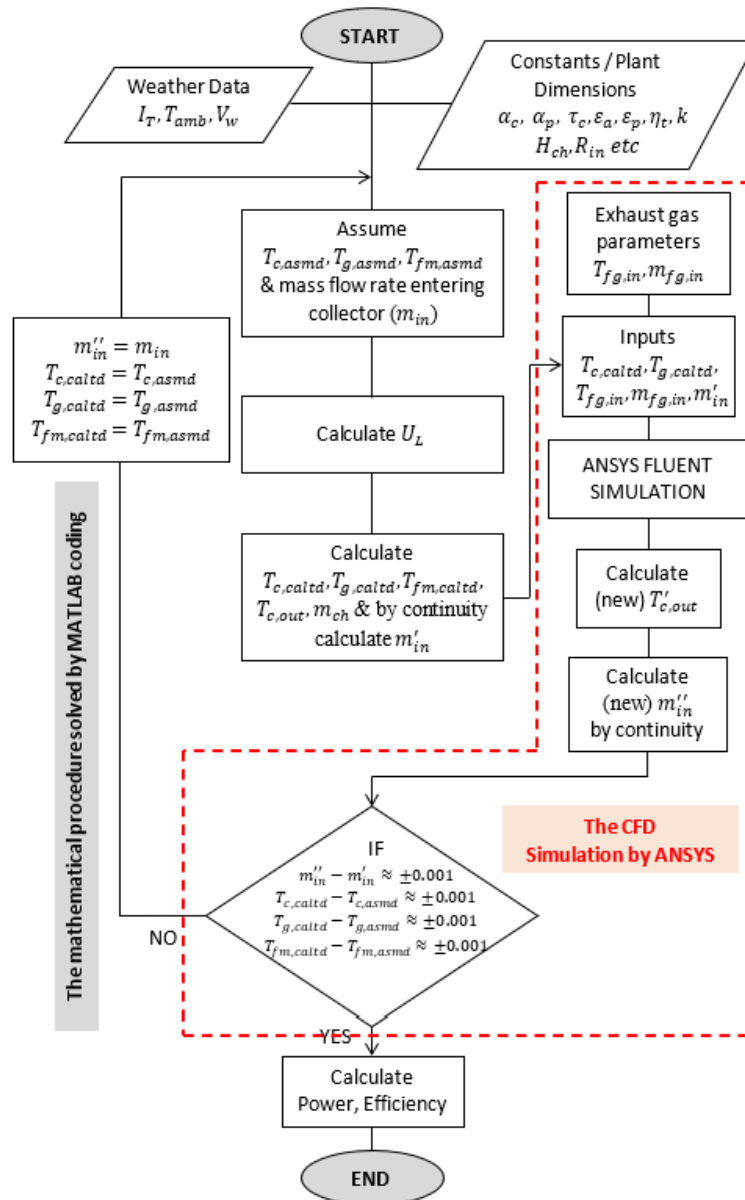 START
Weather Data
I_T, T_amb, V_w
Constants / Plant
Dimensions
α_c, α_p, τ_c, ε_a, ε_p, η_t, k
H_ch, R_in etc
Assume
T_c,asmd, T_g,asmd, T_fm,asmd
& mass flow rate entering
collector (m_in)
Calculate U_L
Calculate
T_c,caltd, T_g,caltd, T_fm,caltd,
T_c,out, m_ch & by continuity
calculate m′_in
Exhaust gas
parameters
T_fg,in, m_fg,in
Inputs
T_c,caltd, T_g,caltd,
T_fg,in, m_fg,in, m′_in
ANSYS FLUENT
SIMULATION
Calculate
(new) T′_c,out
Calculate
(new) m′′_in
by continuity
m′′_in = m_in
T_c,caltd = T_c,asmd
T_g,caltd = T_g,asmd
T_fm,caltd = T_fm,asmd
The mathematical procedure solved by MATLAB coding
The CFD
Simulation by ANSYS
IF
m′′_in − m′_in ≈ ±0.001
T_c,caltd − T_c,asmd ≈ ±0.001
T_g,caltd − T_g,asmd ≈ ±0.001
T_fm,caltd − T_fm,asmd ≈ ±0.001
NO
YES
Calculate
Power, Efficiency
END